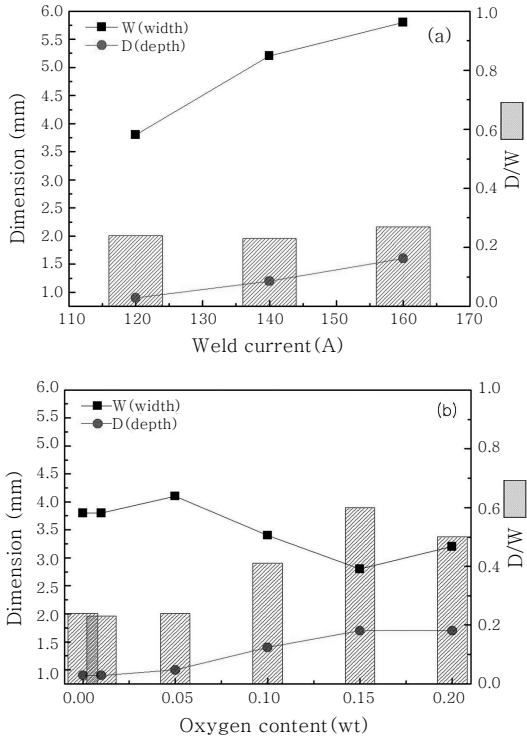 6.0
5.5
5.0
4.5
4.0
3.5
3.0
2.5
2.0
1.5
1.0
Dimension (mm)
W(width)
D(depth)
(a)
1.0
0.8
0.6
0.4
0.2
0.0
D/W
110 120 130 140 150 160 170
Weld current(A)
6.0
5.5
5.0
4.5
4.0
3.5
3.0
2.5
2.0
1.5
1.0
Dimension (mm)
W(width)
D(depth)
(b)
1.0
0.8
0.6
0.4
0.2
0.0
D/W
0.00 0.05 0.10 0.15 0.20
Oxygen content(wt)